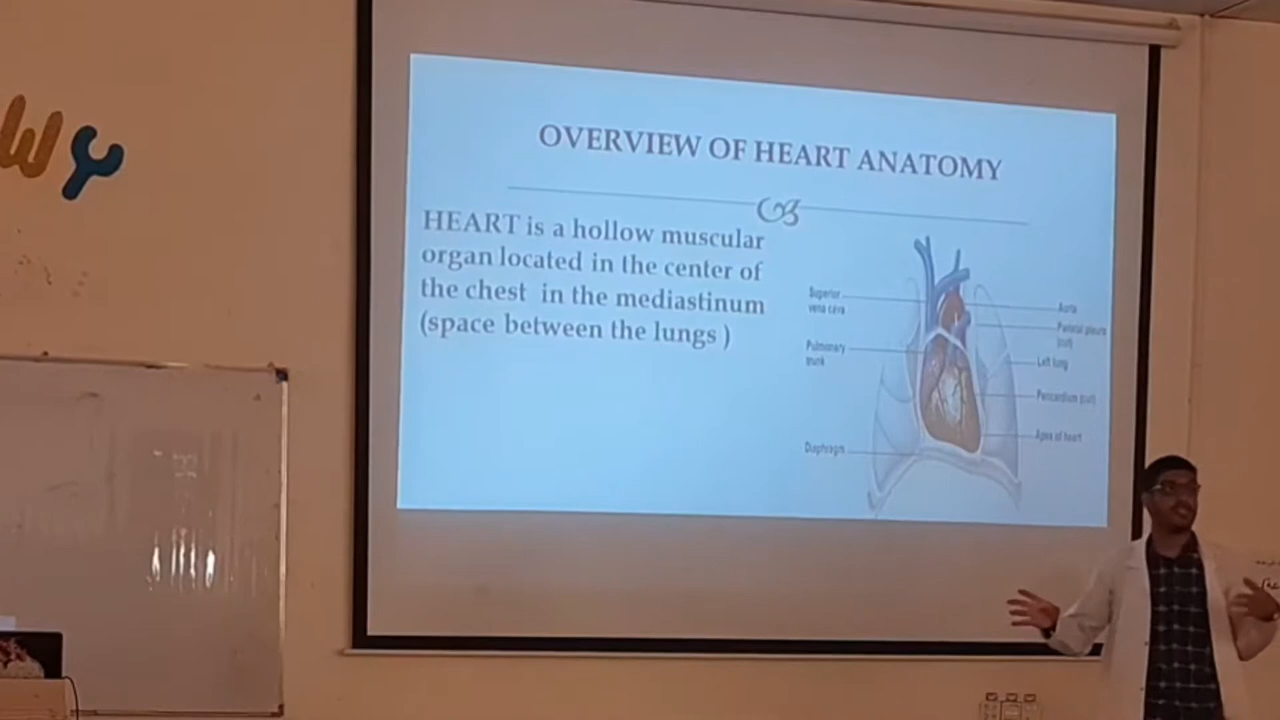 OVERVIEW OF HEART ANATOMY
HEART is a hollow muscular
organ located in the center of
the chest in the mediastinum
(space between the lungs )
Superior
vena cava
Pulmonary
trunk
Diaphragm
Aorta
Parietal pleura
(cut)
Left lung
Pericardium (cut)
Apex of heart